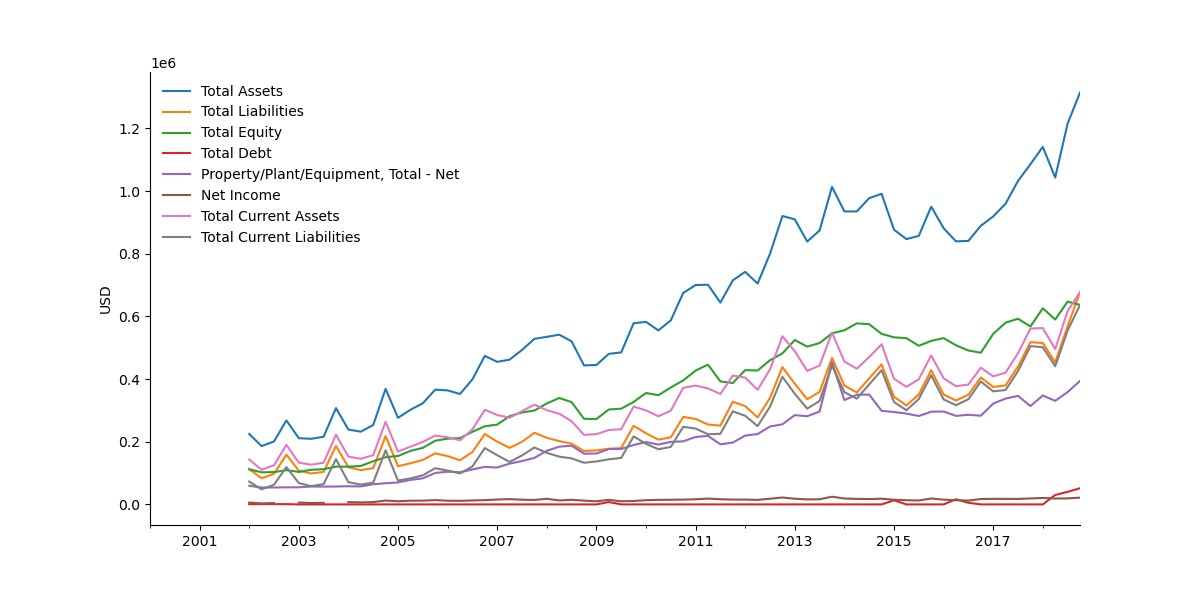 1e6
Total Assets
Total Liabilities
Total Equity
Total Debt
Property/Plant/Equipment, Total - Net
Net Income
Total Current Assets
Total Current Liabilities
USD
1.2
1.0
0.8
0.6
0.4
0.2
0.0
2001 2003 2005 2007 2009 2011 2013 2015 2017